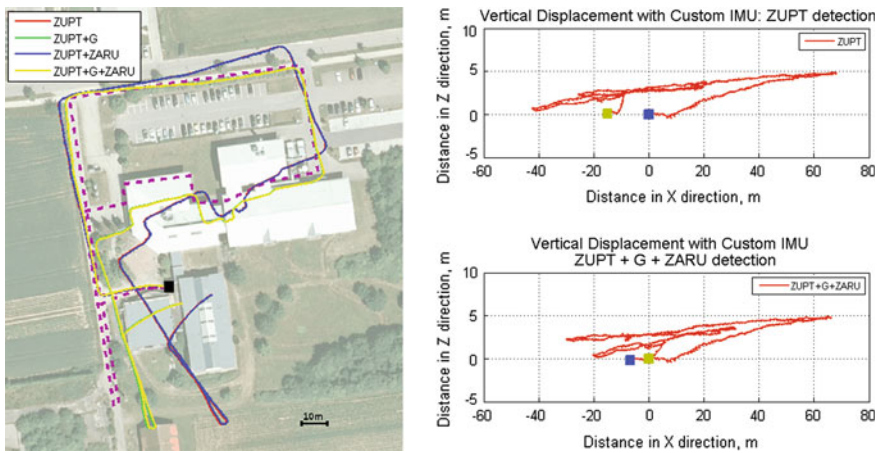 ZUPT
ZUPT+G
ZUPT+ZARU
ZUPT+G+ZARU
10m
Vertical Displacement with Custom IMU: ZUPT detection
Distance in Z direction, m
10
5
0
-5
ZUPT
-60
-40
-20
0
20
40
60
80
Distance in X direction, m
Vertical Displacement with Custom IMU
ZUPT + G + ZARU detection
Distance in Z direction, m
10
5
0
-5
ZUPT+G+ZARU
-60
-40
-20
0
20
40
60
80
Distance in X direction, m